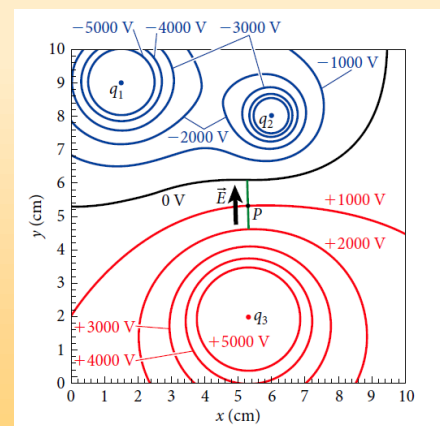 −5000 V −4000 V −3000 V
−1000 V
q1
q2
−2000 V
0 V
E⃗
P
+1000 V
+2000 V
q3
+3000 V
+5000 V
+4000 V
y (cm)
10
9
8
7
6
5
4
3
2
1
0
0 1 2 3 4 5 6 7 8 9 10
x (cm)